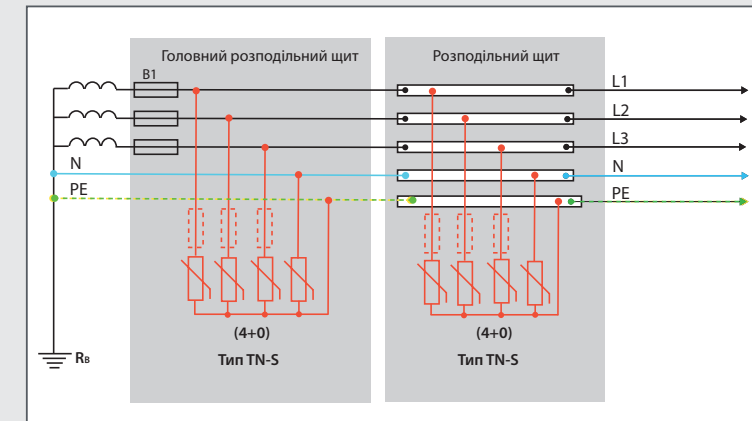 Головний розподільний щит
Розподільний щит
B1
L1
L2
L3
N
N
PE
PE
(4+0)
(4+0)
Тип TN-S
Тип TN-S
RB